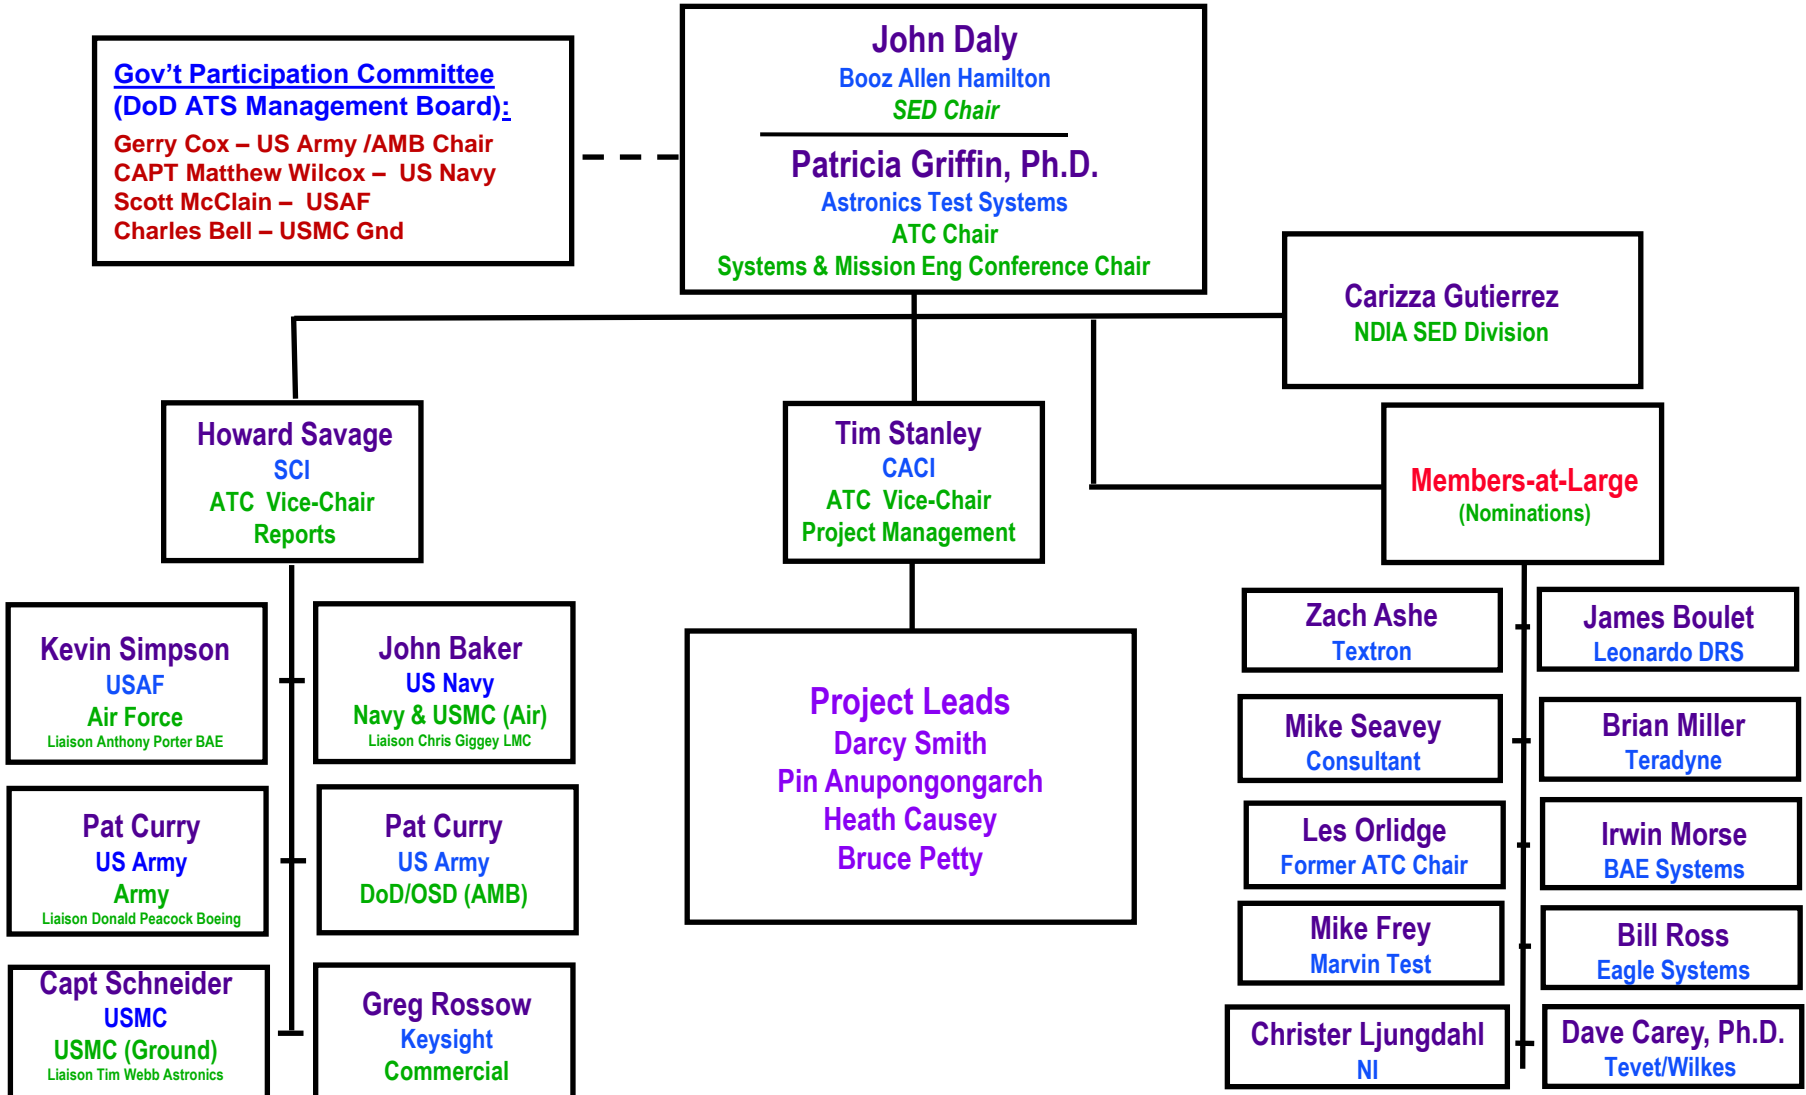 Gov't Participation Committee
(DoD ATS Management Board):
Gerry Cox – US Army /AMB Chair
CAPT Matthew Wilcox – US Navy
Scott McClain – USAF
Charles Bell – USMC Gnd
John Daly
Booz Allen Hamilton
SED Chair
Patricia Griffin, Ph.D.
Astronics Test Systems
ATC Chair
Systems & Mission Eng Conference Chair
Carizza Gutierrez
NDIA SED Division
Howard Savage
SCI
ATC Vice-Chair
Reports
Tim Stanley
CACI
ATC Vice-Chair
Project Management
Members-at-Large
(Nominations)
Kevin Simpson
USAF
Air Force
Liaison Anthony Porter BAE
John Baker
US Navy
Navy & USMC (Air)
Liaison Chris Giggey LMC
Pat Curry
US Army
Army
Liaison Donald Peacock Boeing
Pat Curry
US Army
DoD/OSD (AMB)
Capt Schneider
USMC
USMC (Ground)
Liaison Tim Webb Astronics
Greg Rossow
Keysight
Commercial
Project Leads
Darcy Smith
Pin Anupongongarch
Heath Causey
Bruce Petty
Zach Ashe
Textron
James Boulet
Leonardo DRS
Mike Seavey
Consultant
Brian Miller
Teradyne
Les Orlidge
Former ATC Chair
Irwin Morse
BAE Systems
Mike Frey
Marvin Test
Bill Ross
Eagle Systems
Christer Ljungdahl
NI
Dave Carey, Ph.D.
Tevet/Wilkes